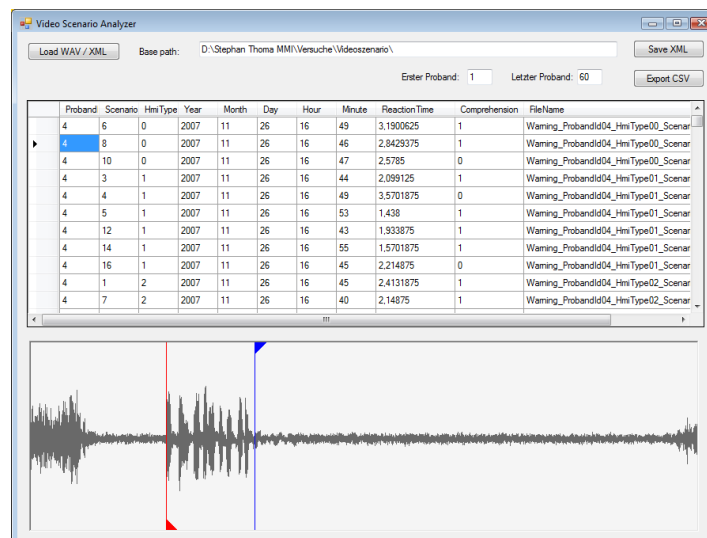 Video Scenario Analyzer
Load WAV / XML Base path: D:\Stephan Thoma MMI\Versuche\Videoszenario\ Save XML
Erster Proband: 1 Letzter Proband: 60 Export CSV
Proband Scenario HmiType Year Month Day Hour Minute ReactionTime Comprehension FileName
4 6 0 2007 11 26 16 49 3,1900625 1 Warning_ProbandId04_HmiType00_Scenar
4 8 0 2007 11 26 16 46 2,8429375 1 Warning_ProbandId04_HmiType00_Scenar
4 10 0 2007 11 26 16 47 2,5785 0 Warning_ProbandId04_HmiType00_Scenar
4 3 1 2007 11 26 16 44 2,099125 1 Warning_ProbandId04_HmiType01_Scenar
4 4 1 2007 11 26 16 49 3,5701875 0 Warning_ProbandId04_HmiType01_Scenar
4 5 1 2007 11 26 16 53 1,438 1 Warning_ProbandId04_HmiType01_Scenar
4 12 1 2007 11 26 16 43 1,933875 1 Warning_ProbandId04_HmiType01_Scenar
4 14 1 2007 11 26 16 55 1,5701875 1 Warning_ProbandId04_HmiType01_Scenar
4 16 1 2007 11 26 16 45 2,214875 0 Warning_ProbandId04_HmiType01_Scenar
4 1 2 2007 11 26 16 45 2,4131875 1 Warning_ProbandId04_HmiType02_Scenar
4 7 2 2007 11 26 16 40 2,14875 1 Warning_ProbandId04_HmiType02_Scenar